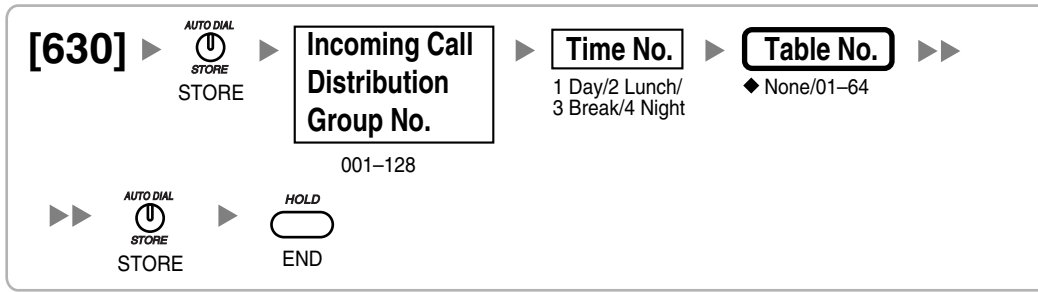 [630]
AUTO DIAL
STORE
STORE
Incoming Call
Distribution
Group No.
001–128
Time No.
1 Day/2 Lunch/
3 Break/4 Night
Table No.
◆ None/01–64
AUTO DIAL
STORE
STORE
HOLD
END